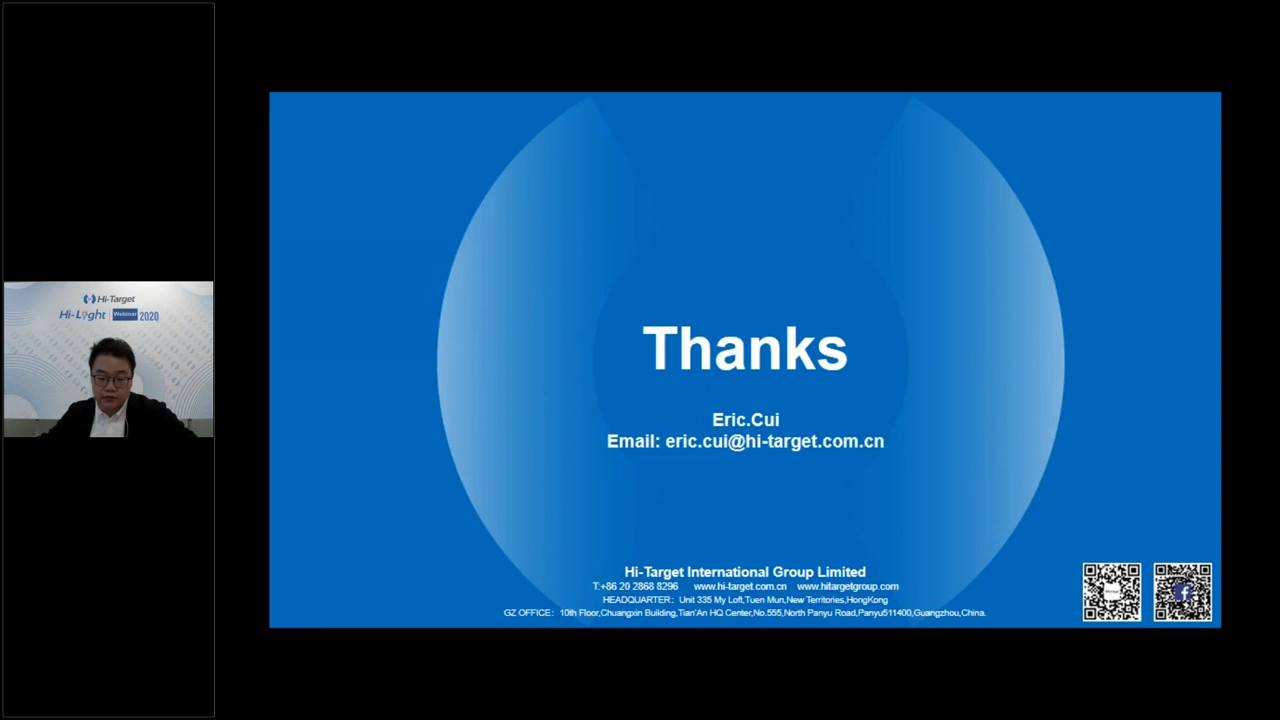 Hi-Target
Hi-Light Webinar 2020
Thanks
Eric.Cui
Email: eric.cui@hi-target.com.cn
Hi-Target International Group Limited
T:+86 20 2868 8296 www.hi-target.com.cn www.hitargetgroup.com
HEADQUARTER: Unit 335 My Loft,Tuen Mun,New Territories,HongKong
GZ OFFICE: 10th Floor,Chuangxin Building,Tian'An HQ Center,No.555,North Panyu Road,Panyu511400,Guangzhou,China.